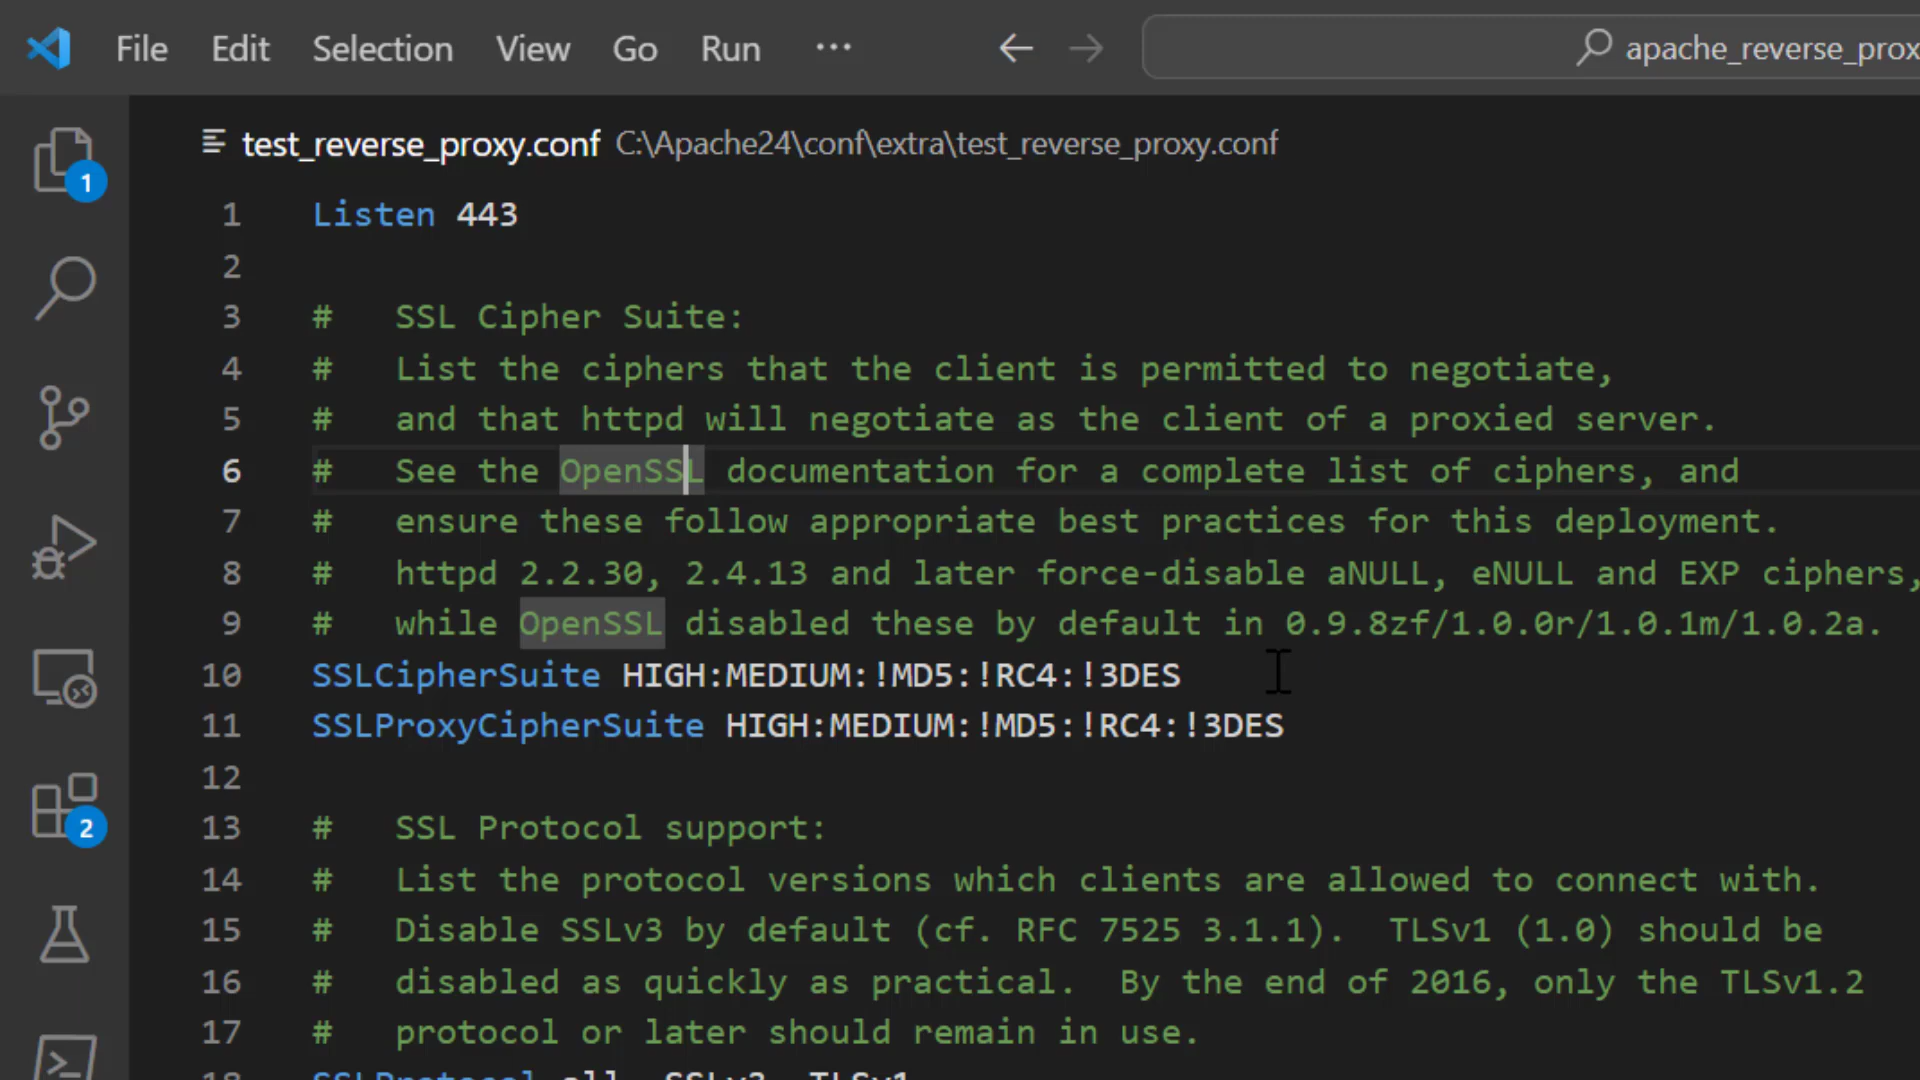 File Edit Selection View Go Run ··· apache_reverse_prox
test_reverse_proxy.conf C:\Apache24\conf\extra\test_reverse_proxy.conf
1 Listen 443
2
3 # SSL Cipher Suite:
4 # List the ciphers that the client is permitted to negotiate,
5 # and that httpd will negotiate as the client of a proxied server.
6 # See the OpenSSL documentation for a complete list of ciphers, and
7 # ensure these follow appropriate best practices for this deployment.
8 # httpd 2.2.30, 2.4.13 and later force-disable aNULL, eNULL and EXP ciphers,
9 # while OpenSSL disabled these by default in 0.9.8zf/1.0.0r/1.0.1m/1.0.2a.
10 SSLCipherSuite HIGH:MEDIUM:!MD5:!RC4:!3DES
11 SSLProxyCipherSuite HIGH:MEDIUM:!MD5:!RC4:!3DES
12
13 # SSL Protocol support:
14 # List the protocol versions which clients are allowed to connect with.
15 # Disable SSLv3 by default (cf. RFC 7525 3.1.1). TLSv1 (1.0) should be
16 # disabled as quickly as practical. By the end of 2016, only the TLSv1.2
17 # protocol or later should remain in use.
18 SSLProtocol all -SSLv3 -TLSv1
1
2